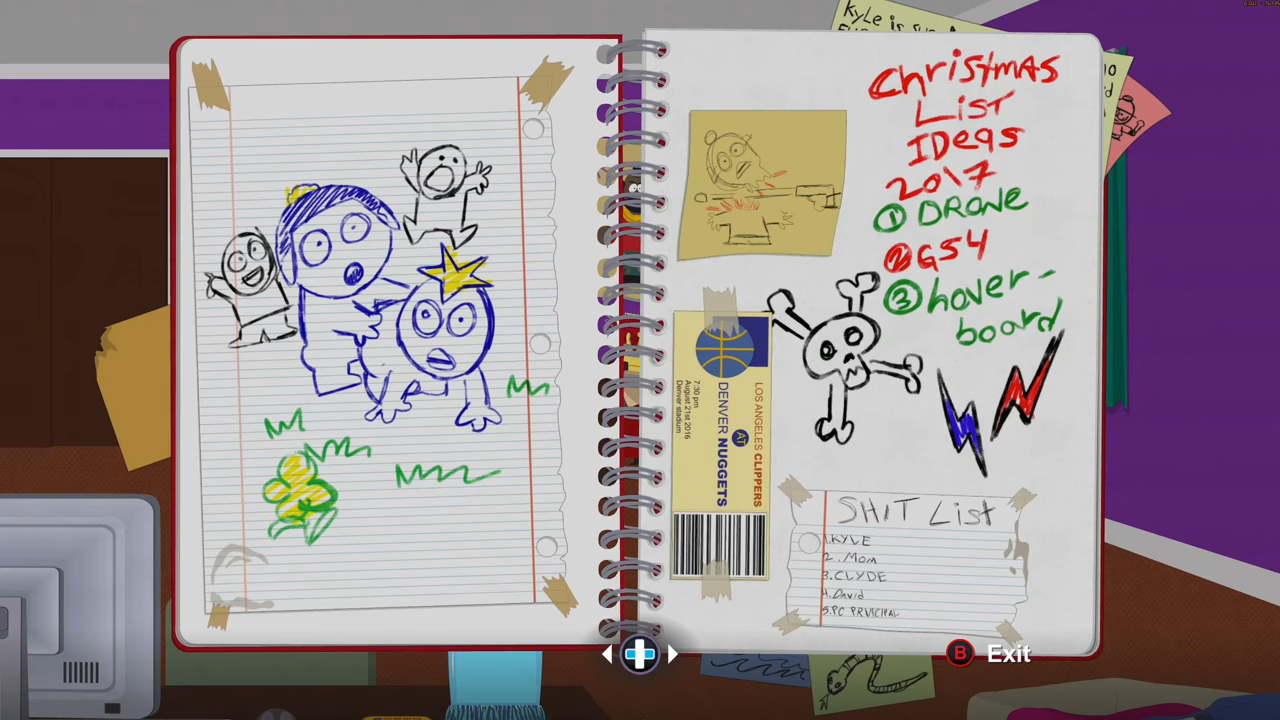 Kyle is
Christmas
List
IDeas
2017
① DRONE
② GS4
③ hover-
board
LOS ANGELES CLIPPERS
AT
DENVER NUGGETS
7:30 pm
August 21st 2016
Denver stadium
SHIT List
1.KYLE
2.Mom
3.CLYDE
4.David
5.PC PRVICIPAL
B Exit